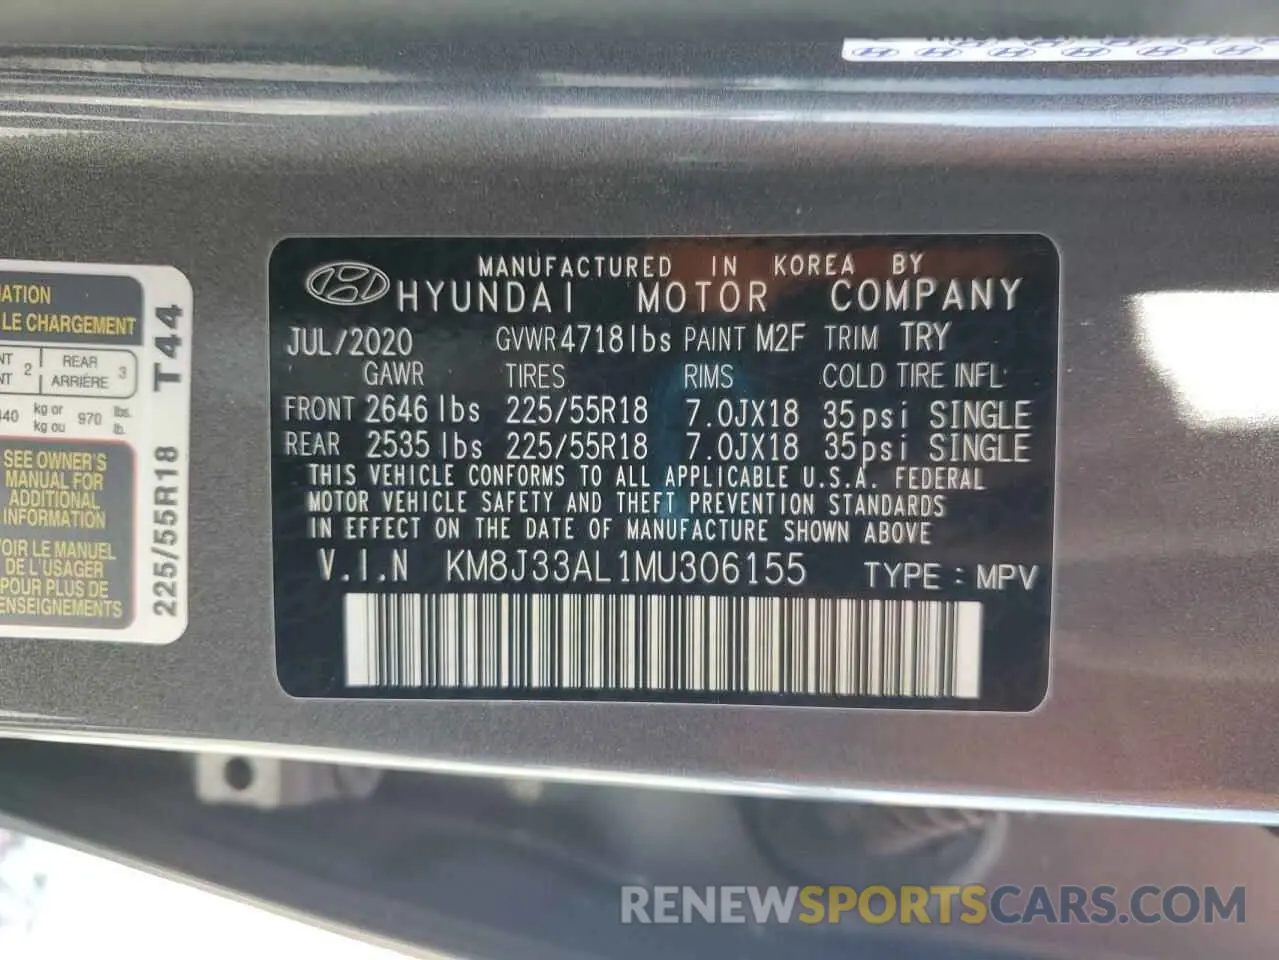 MANUFACTURED IN KOREA BY
HYUNDAI MOTOR COMPANY
JUL/2020 GVWR 4718lbs PAINT M2F TRIM TRY
GAWR TIRES RIMS COLD TIRE INFL
FRONT 2646 lbs 225/55R18 7.0JX18 35psi SINGLE
REAR 2535 lbs 225/55R18 7.0JX18 35psi SINGLE
THIS VEHICLE CONFORMS TO ALL APPLICABLE U.S.A. FEDERAL
MOTOR VEHICLE SAFETY AND THEFT PREVENTION STANDARDS
IN EFFECT ON THE DATE OF MANUFACTURE SHOWN ABOVE
V.I.N KM8J33AL1MU306155 TYPE : MPV
LE CHARGEMENT
2 REAR 3
ARRIÈRE
kg or 970 lbs.
kg ou lb.
SEE OWNER'S
MANUAL FOR
ADDITIONAL
INFORMATION
LE MANUEL
DE L'USAGER
PLUS DE
225/55R18 T44
RENEWSPORTSCARS.COM